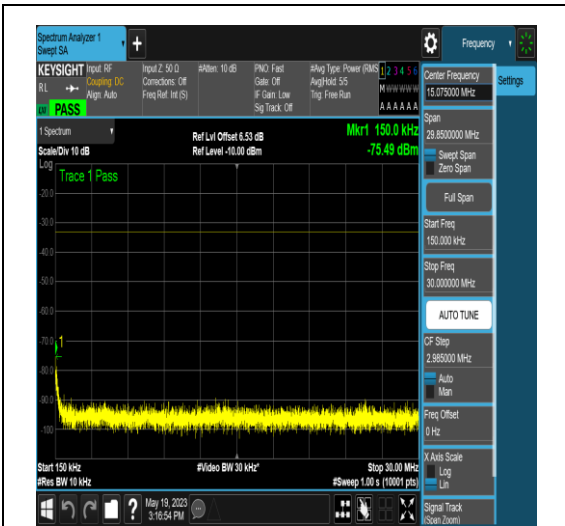 Spectrum Analyzer 1
Swept SA
Frequency
KEYSIGHT
RL
PASS
Input: RF
Coupling: DC
Align: Auto
Input Z: 50 Ω
Corrections: Off
Freq Ref: Int (S)
#Atten: 10 dB
PNO: Fast
Gate: Off
IF Gain: Low
Sig Track: Off
#Avg Type: Power (RMS
Avg|Hold: 5/5
Trig: Free Run
1 2 3 4 5 6
M W W W W W
A A A A A A
Center Frequency
15.075000 MHz
Settings
1 Spectrum
Scale/Div 10 dB
Ref Lvl Offset 6.53 dB
Ref Level -10.00 dBm
Mkr1 150.0 kHz
-75.49 dBm
Log
Trace 1 Pass
-20.0
-30.0
-40.0
-50.0
-60.0
-70.0
-80.0
-90.0
-100
1
Start 150 kHz
#Res BW 10 kHz
#Video BW 30 kHz*
Stop 30.00 MHz
#Sweep 1.00 s (10001 pts)
Span
29.8500000 MHz
Swept Span
Zero Span
Full Span
Start Freq
150.000 kHz
Stop Freq
30.000000 MHz
AUTO TUNE
CF Step
2.985000 MHz
Auto
Man
Freq Offset
0 Hz
X Axis Scale
Log
Lin
Signal Track
(Span Zoom)
May 19, 2023
3:16:54 PM